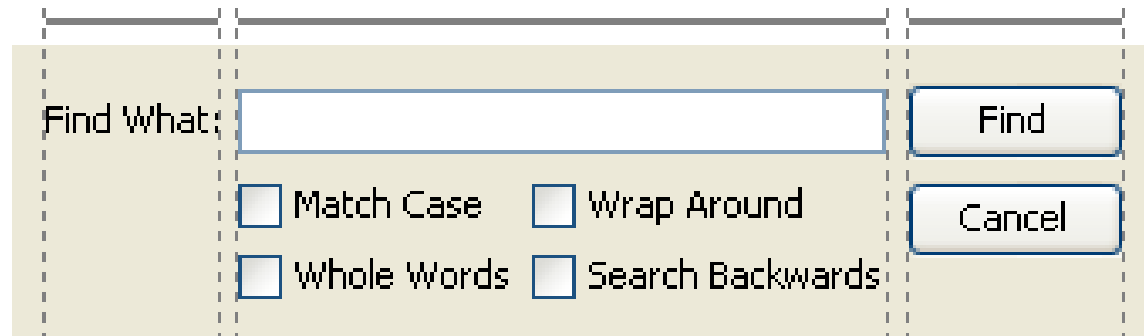 Find What:
Find
Match Case
Wrap Around
Cancel
Whole Words
Search Backwards